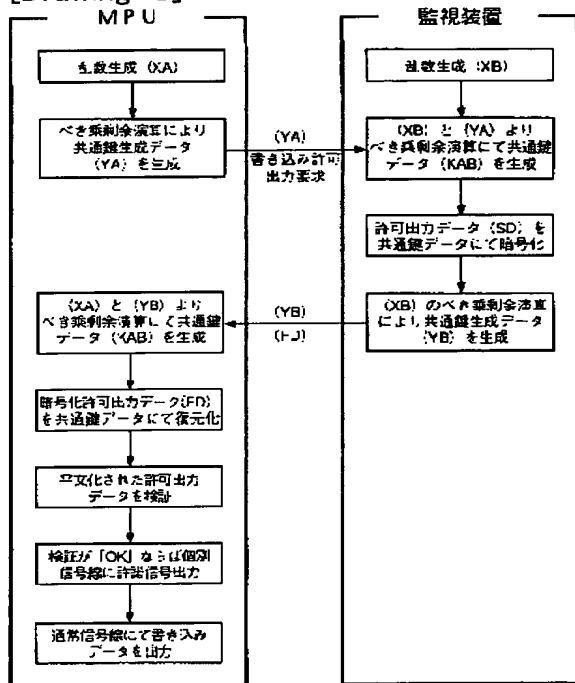 MPU
監視装置
乱数生成 (XA)
乱数生成 (XB)
べき乗剰余演算により
共通鍵生成データ
(YA) を生成
(YA)
書き込み許可
出力要求
(XB) と (YA) より
べき乗剰余演算にて共通鍵
データ (KAB) を生成
許可出力データ (SD) を
共通鍵データにて暗号化
(XA) と (YB) より
べき乗剰余演算にて共通鍵
データ (KAB) を生成
(YB)
(XB) のべき乗剰余演算
により共通鍵生成データ
(YB) を生成
暗号化許可出力データ(ED)
を共通鍵データにて復元化
平文化された許可出力
データを検証
検証が「OK」ならば個別
信号線に許諾信号出力
通常信号線にて書き込み
データを出力